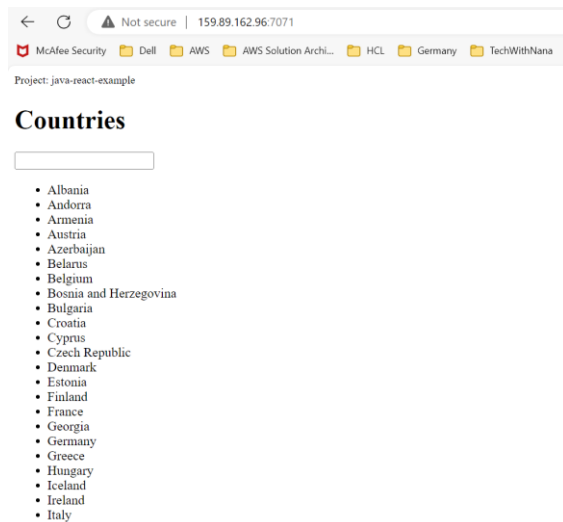 Not secure | 159.89.162.96:7071
McAfee Security Dell AWS AWS Solution Archi... HCL Germany TechWithNana
Project: java-react-example
Countries
• Albania
• Andorra
• Armenia
• Austria
• Azerbaijan
• Belarus
• Belgium
• Bosnia and Herzegovina
• Bulgaria
• Croatia
• Cyprus
• Czech Republic
• Denmark
• Estonia
• Finland
• France
• Georgia
• Germany
• Greece
• Hungary
• Iceland
• Ireland
• Italy